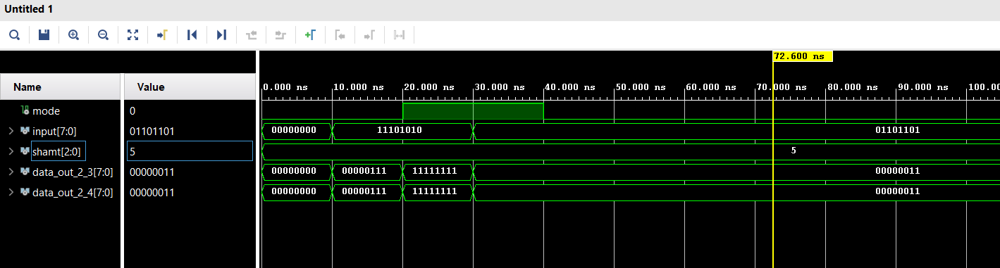 Untitled 1
72.600 ns
Name Value
0.000 ns 10.000 ns 20.000 ns 30.000 ns 40.000 ns 50.000 ns 60.000 ns 70.000 ns 80.000 ns 90.000 ns 100.00
mode 0
input[7:0] 01101101 00000000 11101010 01101101
shamt[2:0] 5 5
data_out_2_3[7:0] 00000011 00000000 00000111 11111111 00000011
data_out_2_4[7:0] 00000011 00000000 00000111 11111111 00000011